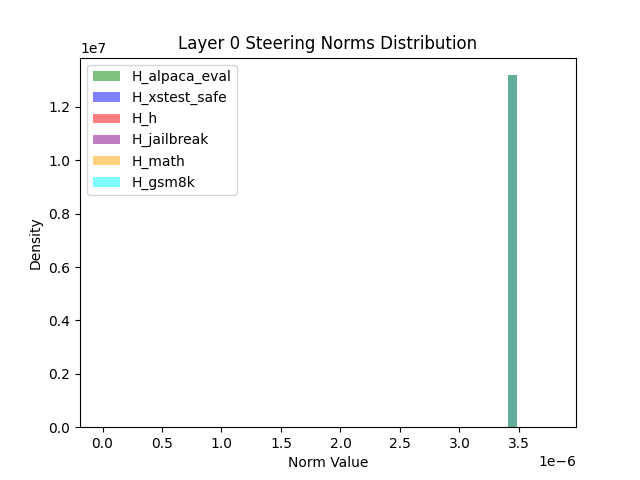 Layer 0 Steering Norms Distribution
1e7
H_alpaca_eval
H_xstest_safe
H_h
H_jailbreak
H_math
H_gsm8k
Density
1.2
1.0
0.8
0.6
0.4
0.2
0.0
0.0 0.5 1.0 1.5 2.0 2.5 3.0 3.5
1e−6
Norm Value